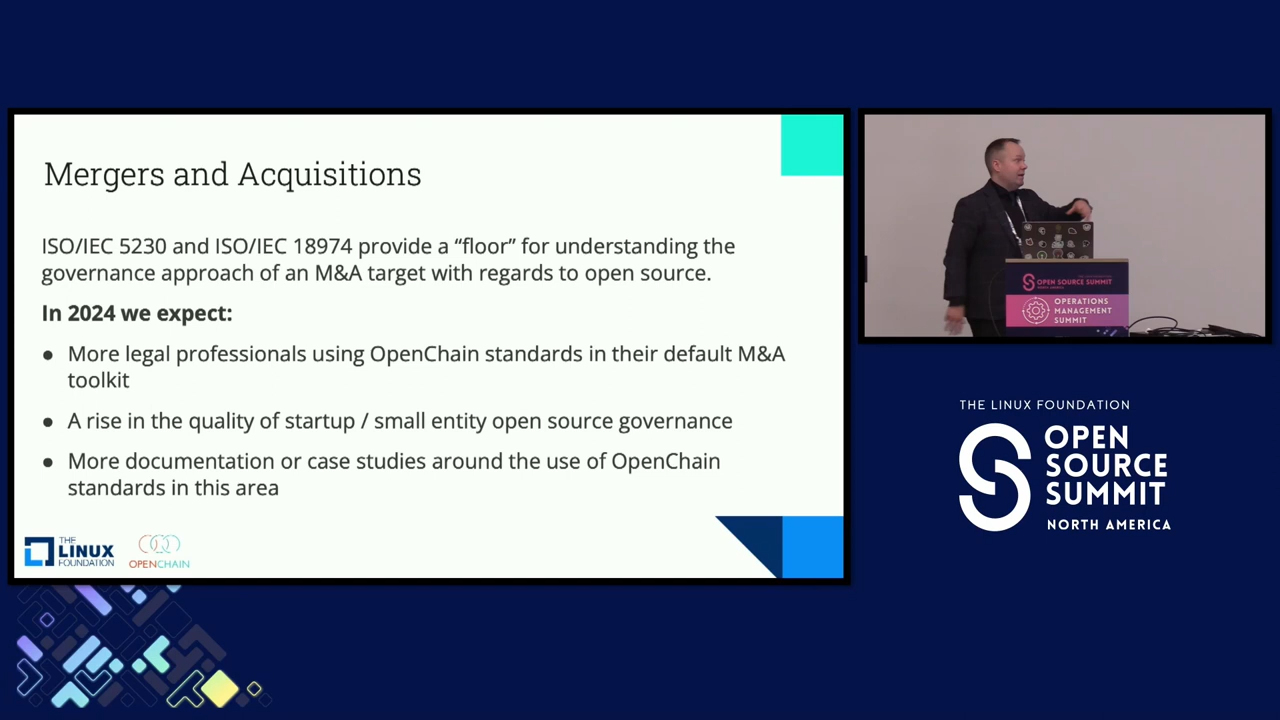 Mergers and Acquisitions
ISO/IEC 5230 and ISO/IEC 18974 provide a “floor” for understanding the
governance approach of an M&A target with regards to open source.
In 2024 we expect:
● More legal professionals using OpenChain standards in their default M&A
toolkit
● A rise in the quality of startup / small entity open source governance
● More documentation or case studies around the use of OpenChain
standards in this area
THE
LINUX
FOUNDATION
OPENCHAIN
OPEN SOURCE SUMMIT
NORTH AMERICA
OPERATIONS
MANAGEMENT
SUMMIT
THE LINUX FOUNDATION
OPEN
SOURCE
SUMMIT
NORTH AMERICA